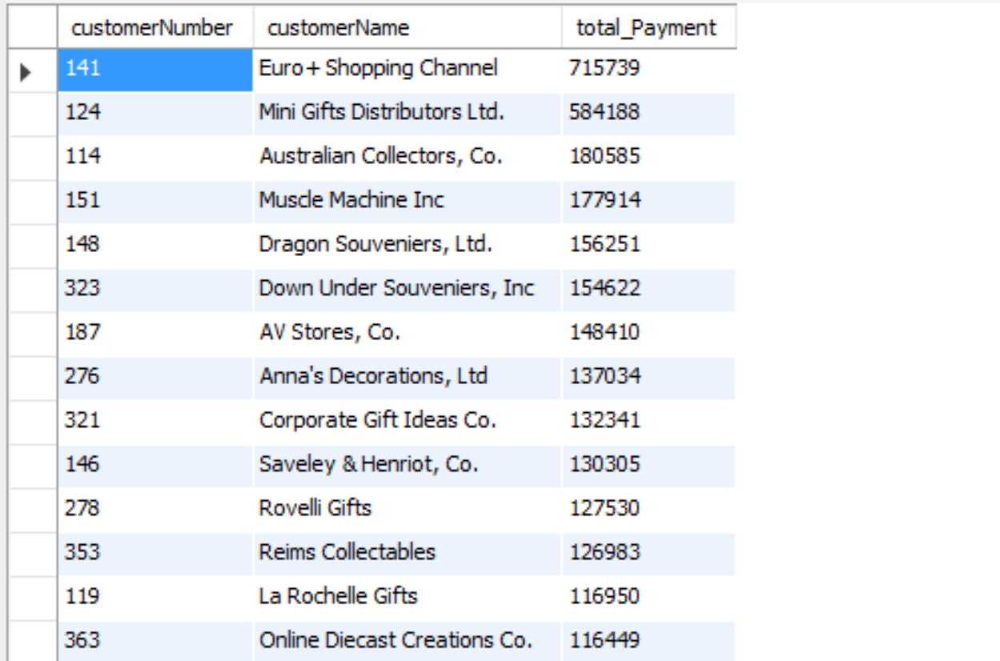 customerNumber customerName total_Payment
141 Euro+ Shopping Channel 715739
124 Mini Gifts Distributors Ltd. 584188
114 Australian Collectors, Co. 180585
151 Muscle Machine Inc 177914
148 Dragon Souveniers, Ltd. 156251
323 Down Under Souveniers, Inc 154622
187 AV Stores, Co. 148410
276 Anna's Decorations, Ltd 137034
321 Corporate Gift Ideas Co. 132341
146 Saveley & Henriot, Co. 130305
278 Rovelli Gifts 127530
353 Reims Collectables 126983
119 La Rochelle Gifts 116950
363 Online Diecast Creations Co. 116449